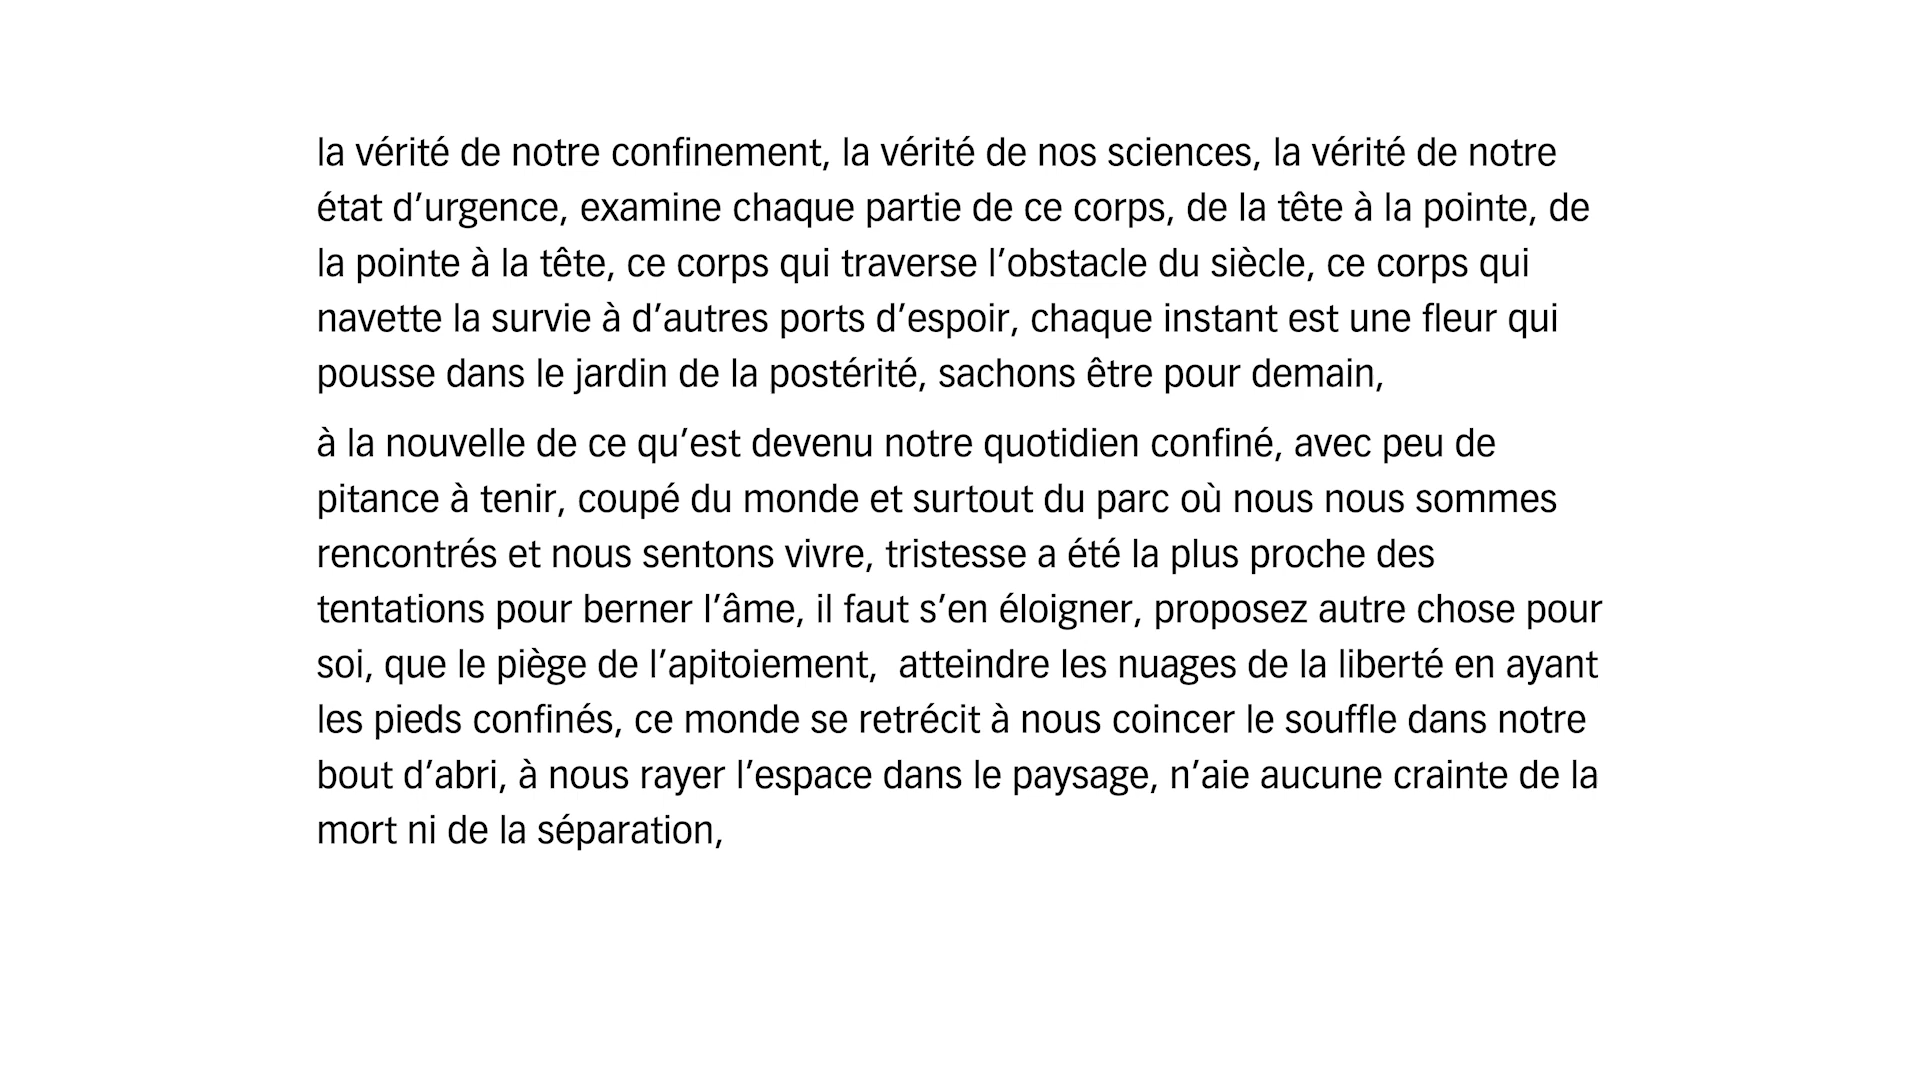 la vérité de notre confinement, la vérité de nos sciences, la vérité de notre
état d’urgence, examine chaque partie de ce corps, de la tête à la pointe, de
la pointe à la tête, ce corps qui traverse l’obstacle du siècle, ce corps qui
navette la survie à d’autres ports d’espoir, chaque instant est une fleur qui
pousse dans le jardin de la postérité, sachons être pour demain,
à la nouvelle de ce qu’est devenu notre quotidien confiné, avec peu de
pitance à tenir, coupé du monde et surtout du parc où nous nous sommes
rencontrés et nous sentons vivre, tristesse a été la plus proche des
tentations pour berner l’âme, il faut s’en éloigner, proposez autre chose pour
soi, que le piège de l’apitoiement,  atteindre les nuages de la liberté en ayant
les pieds confinés, ce monde se retrécit à nous coincer le souffle dans notre
bout d’abri, à nous rayer l’espace dans le paysage, n’aie aucune crainte de la
mort ni de la séparation,